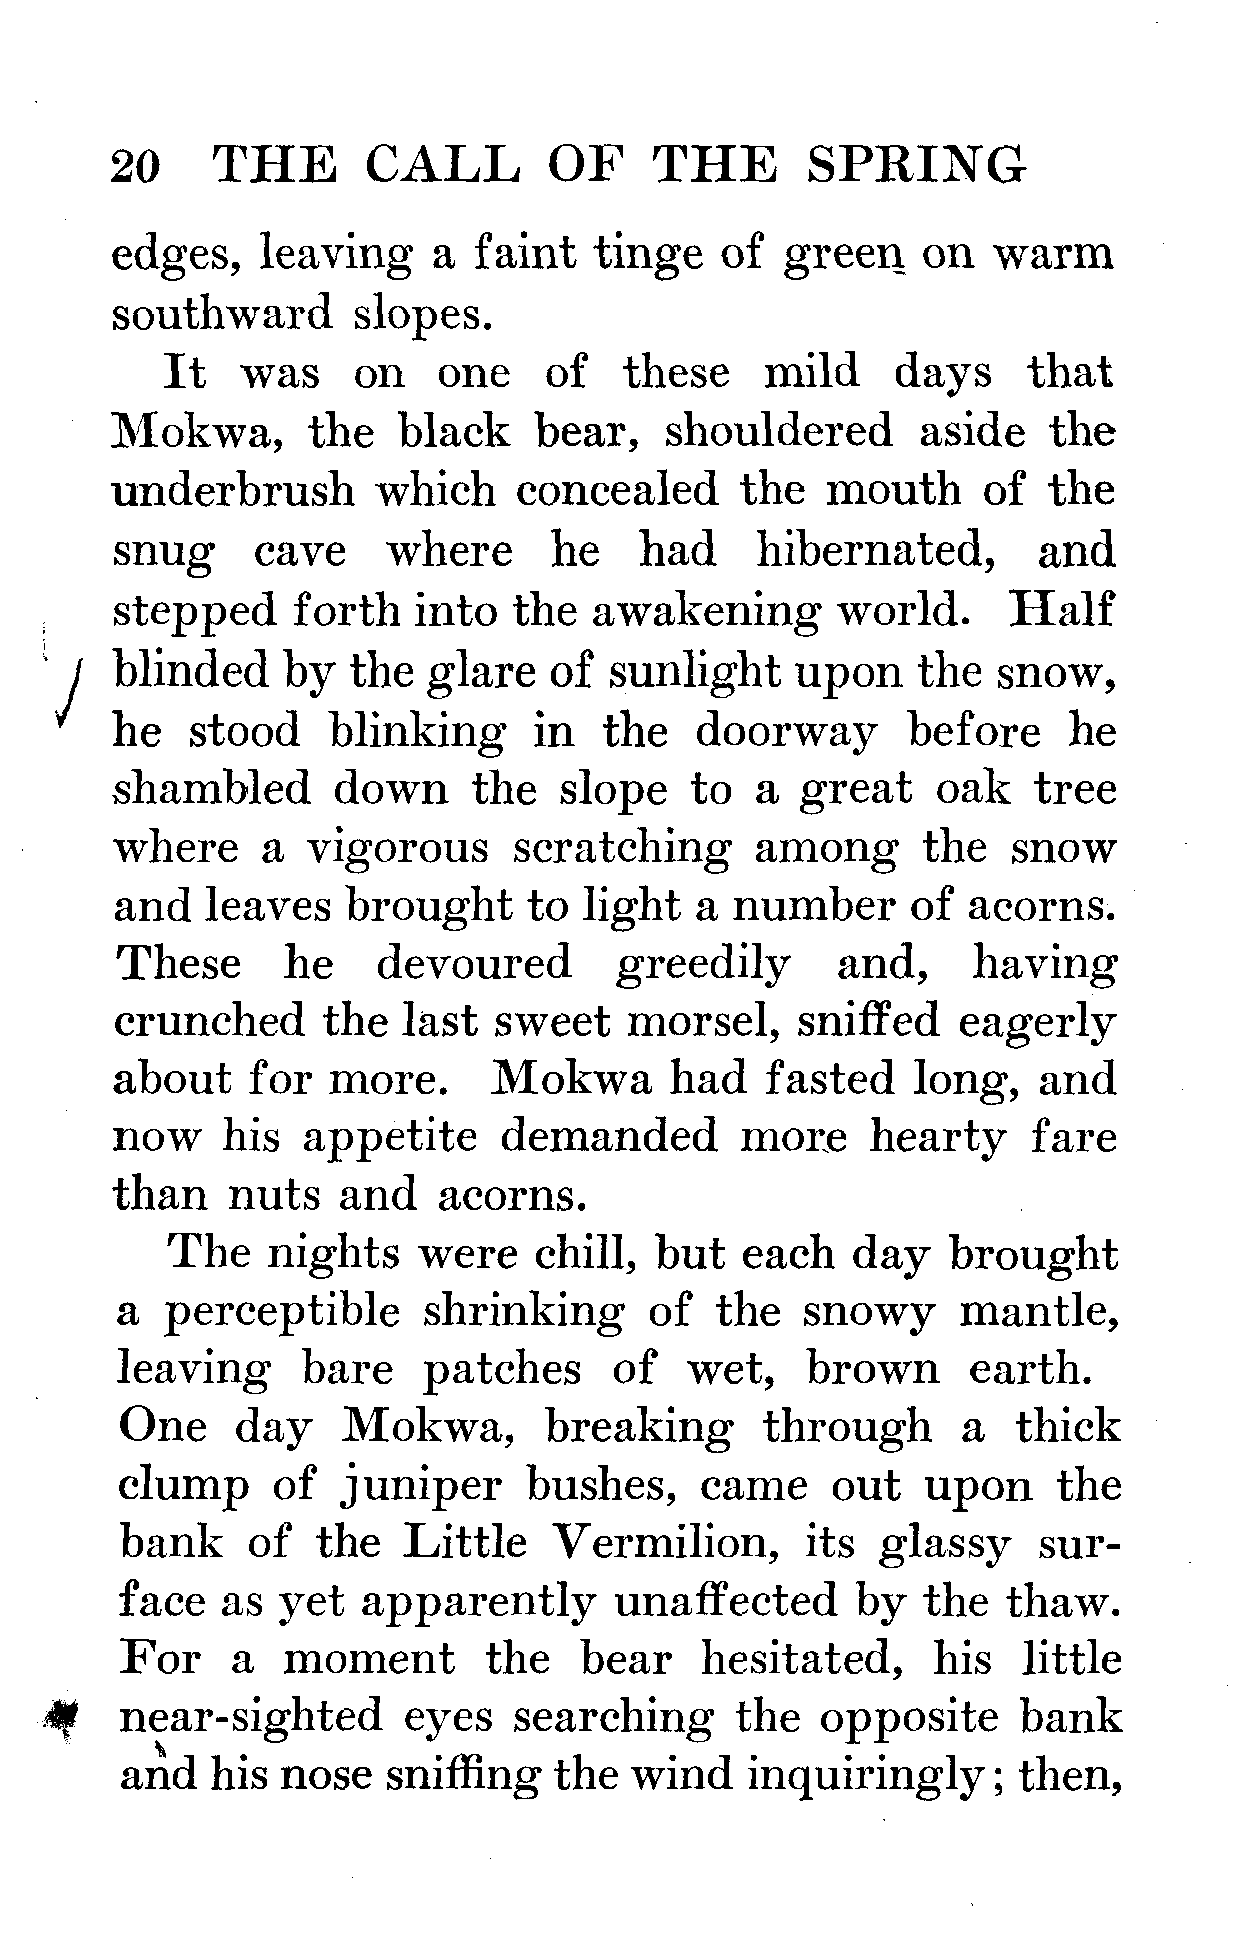 20 THE CALL OF THE SPRING
edges, leaving a faint tinge of green on warm
southward slopes.
It was on one of these mild days that
Mokwa, the black bear, shouldered aside the
underbrush which concealed the mouth of the
snug cave where he had hibernated, and
stepped forth into the awakening world. Half
blinded by the glare of sunlight upon the snow,
he stood blinking in the doorway before he
shambled down the slope to a great oak tree
where a vigorous scratching among the snow
and leaves brought to light a number of acorns.
These he devoured greedily and, having
crunched the last sweet morsel, sniffed eagerly
about for more. Mokwa had fasted long, and
now his appetite demanded more hearty fare
than nuts and acorns.
The nights were chill, but each day brought
a perceptible shrinking of the snowy mantle,
leaving bare patches of wet, brown earth.
One day Mokwa, breaking through a thick
clump of juniper bushes, came out upon the
bank of the Little Vermilion, its glassy sur-
face as yet apparently unaffected by the thaw.
For a moment the bear hesitated, his little
near-sighted eyes searching the opposite bank
and his nose sniffing the wind inquiringly; then,